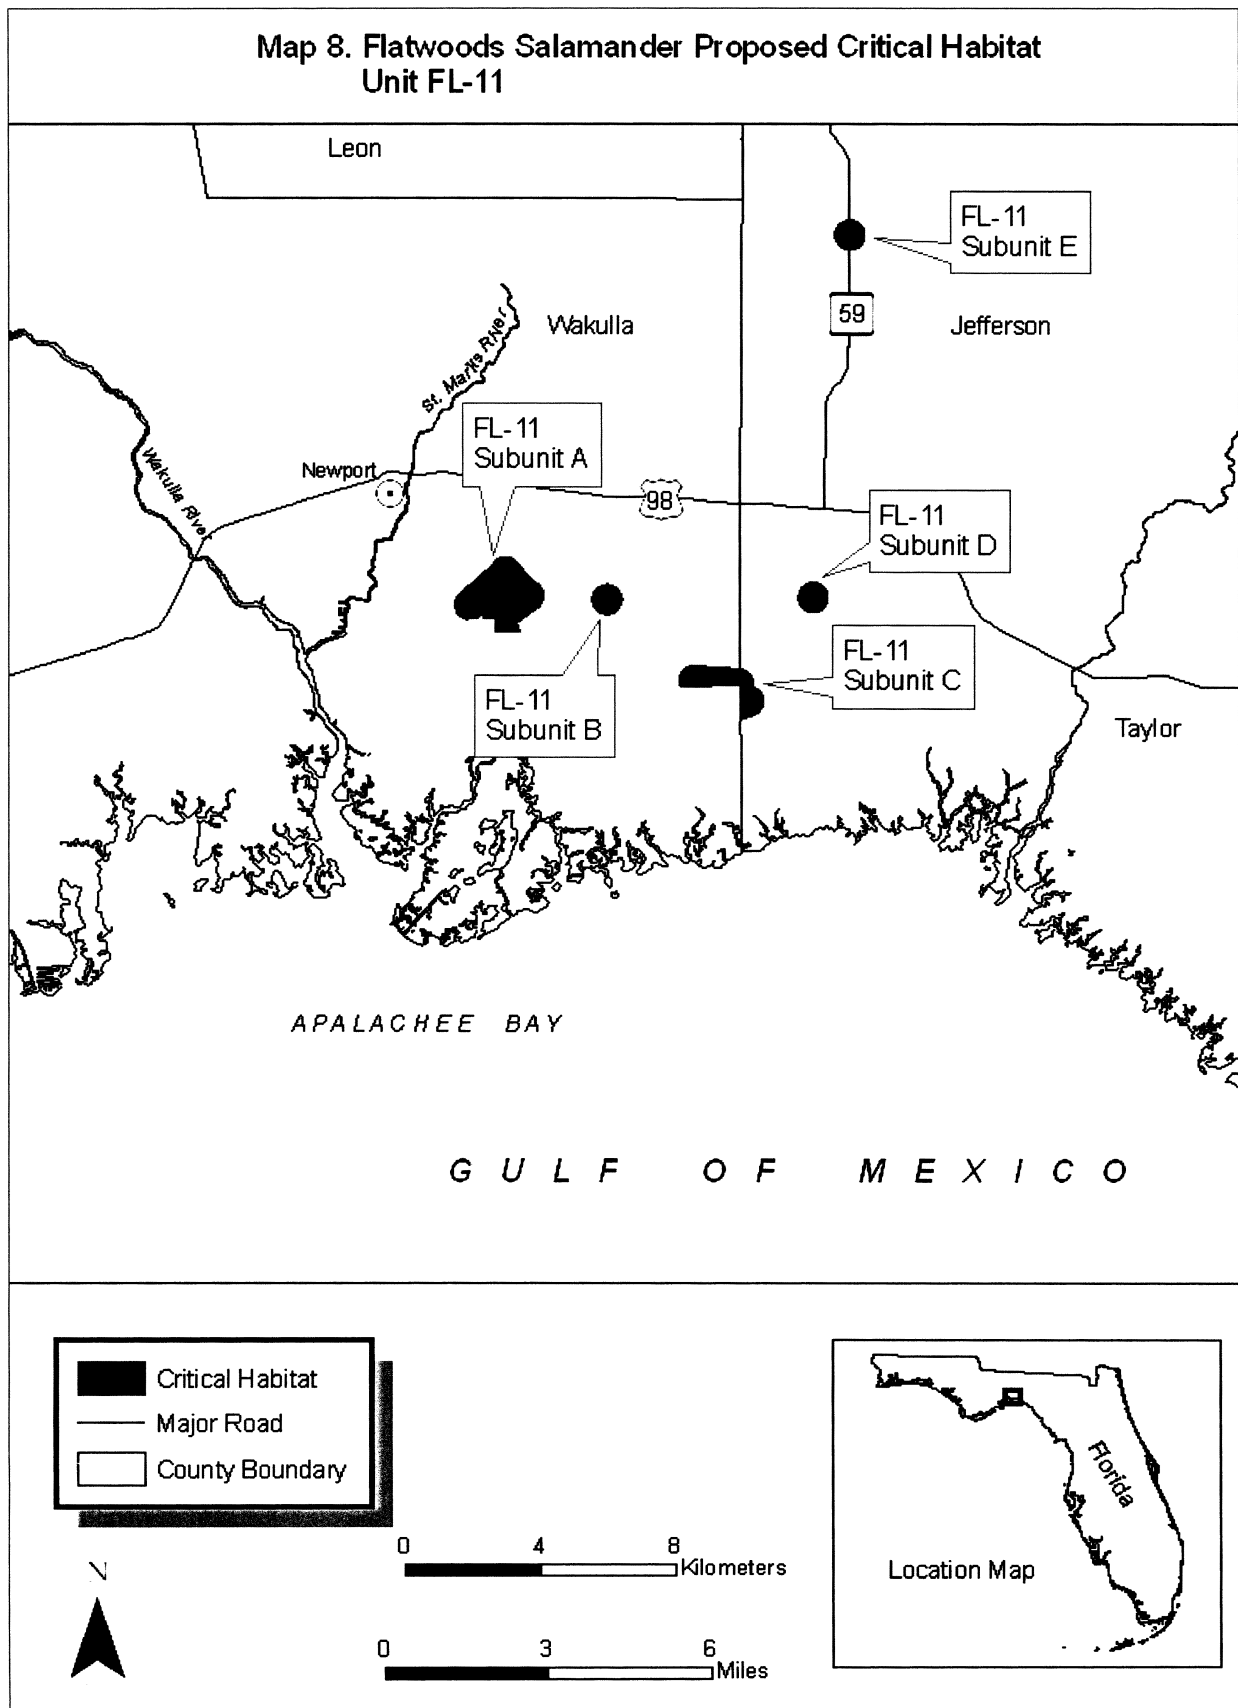 Map 8. Flatwoods Salamander Proposed Critical Habitat
Unit FL-11
Leon
FL-11
Subunit E
59
Jefferson
Wakulla
St. Marks River
FL-11
Subunit A
Wakulla River
Newport
98
FL-11
Subunit D
FL-11
Subunit C
FL-11
Subunit B
Taylor
APALACHEE BAY
GULF OF MEXICO
Critical Habitat
Major Road
County Boundary
N
0 4 8
Kilometers
0 3 6
Miles
Florida
Location Map